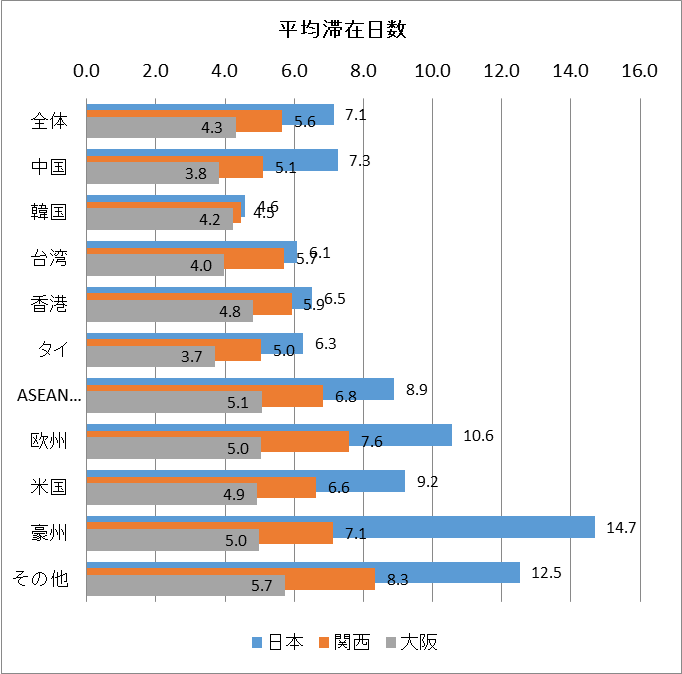 平均滞在日数
0.0 2.0 4.0 6.0 8.0 10.0 12.0 14.0 16.0
全体 4.3 5.6 7.1
中国 3.8 5.1 7.3
韓国 4.2 4.5 4.6
台湾 4.0 5.7 6.1
香港 4.8 5.9 6.5
タイ 3.7 5.0 6.3
ASEAN... 5.1 6.8 8.9
欧州 5.0 7.6 10.6
米国 4.9 6.6 9.2
豪州 5.0 7.1 14.7
その他 5.7 8.3 12.5
日本 関西 大阪